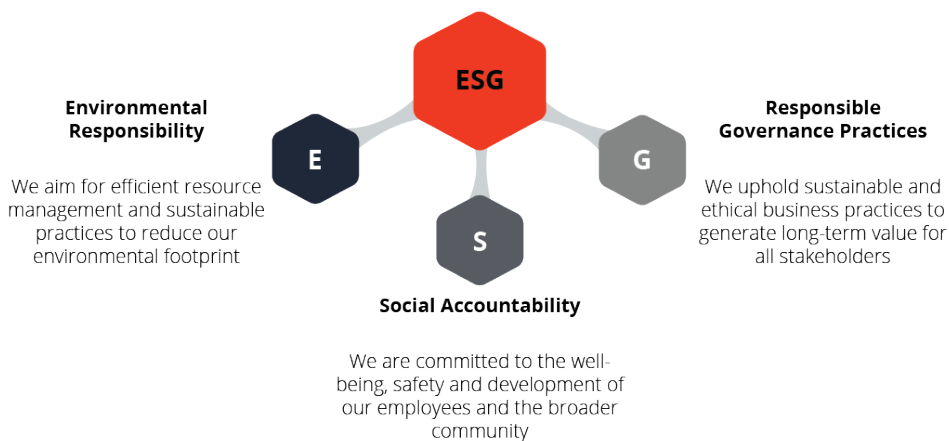 ESG
Environmental
Responsibility
E
We aim for efficient resource
management and sustainable
practices to reduce our
environmental footprint
S
Social Accountability
We are committed to the well-
being, safety and development of
our employees and the broader
community
G
Responsible
Governance Practices
We uphold sustainable and
ethical business practices to
generate long-term value for
all stakeholders